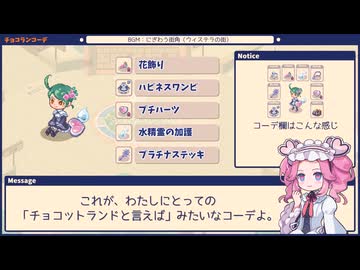 チョコランコーデ
BGM：にぎわう街角（ウィステラの街）
花飾り
ハピネスワンピ
プチハーツ
水精霊の加護
プラチナステッキ
Notice
コーデ欄はこんな感じ
Message
これが、わたしにとっての
「チョコットランドと言えば」みたいなコーデよ。